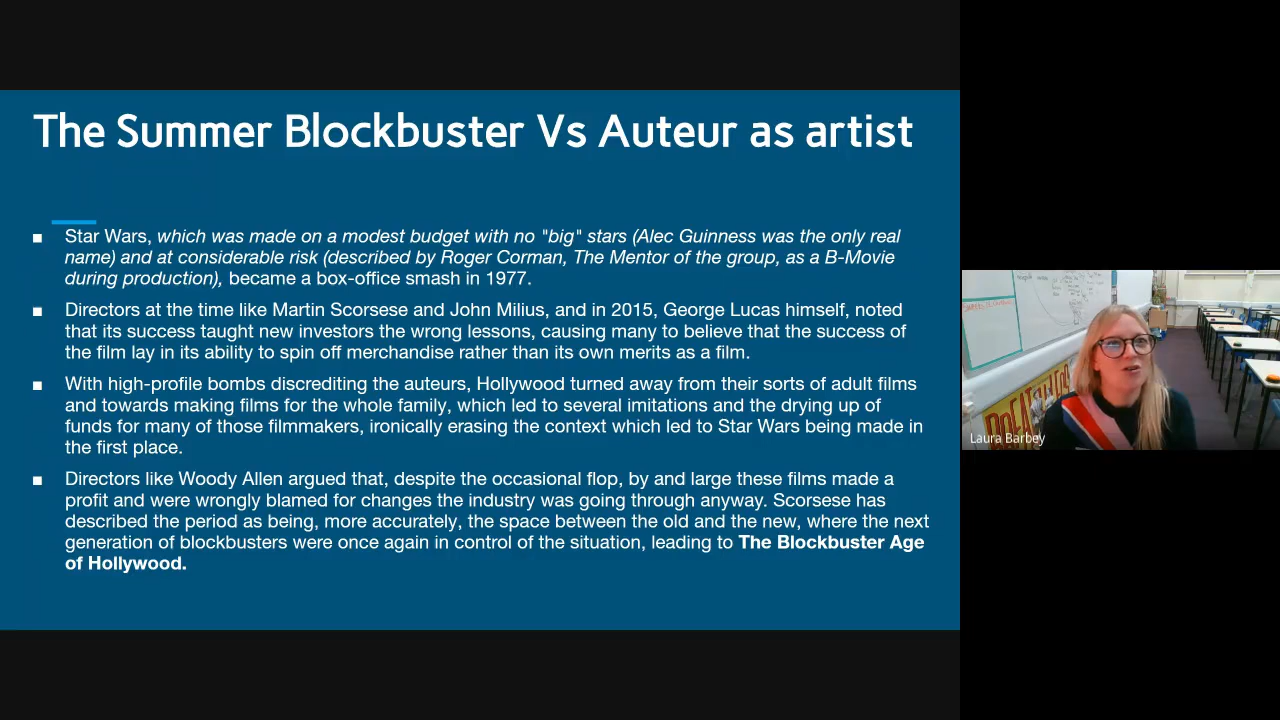 The Summer Blockbuster Vs Auteur as artist
■ Star Wars, which was made on a modest budget with no "big" stars (Alec Guinness was the only real
name) and at considerable risk (described by Roger Corman, The Mentor of the group, as a B-Movie
during production), became a box-office smash in 1977.
■ Directors at the time like Martin Scorsese and John Milius, and in 2015, George Lucas himself, noted
that its success taught new investors the wrong lessons, causing many to believe that the success of
the film lay in its ability to spin off merchandise rather than its own merits as a film.
■ With high-profile bombs discrediting the auteurs, Hollywood turned away from their sorts of adult films
and towards making films for the whole family, which led to several imitations and the drying up of
funds for many of those filmmakers, ironically erasing the context which led to Star Wars being made in
the first place.
■ Directors like Woody Allen argued that, despite the occasional flop, by and large these films made a
profit and were wrongly blamed for changes the industry was going through anyway. Scorsese has
described the period as being, more accurately, the space between the old and the new, where the next
generation of blockbusters were once again in control of the situation, leading to The Blockbuster Age
of Hollywood.
Laura Barbey